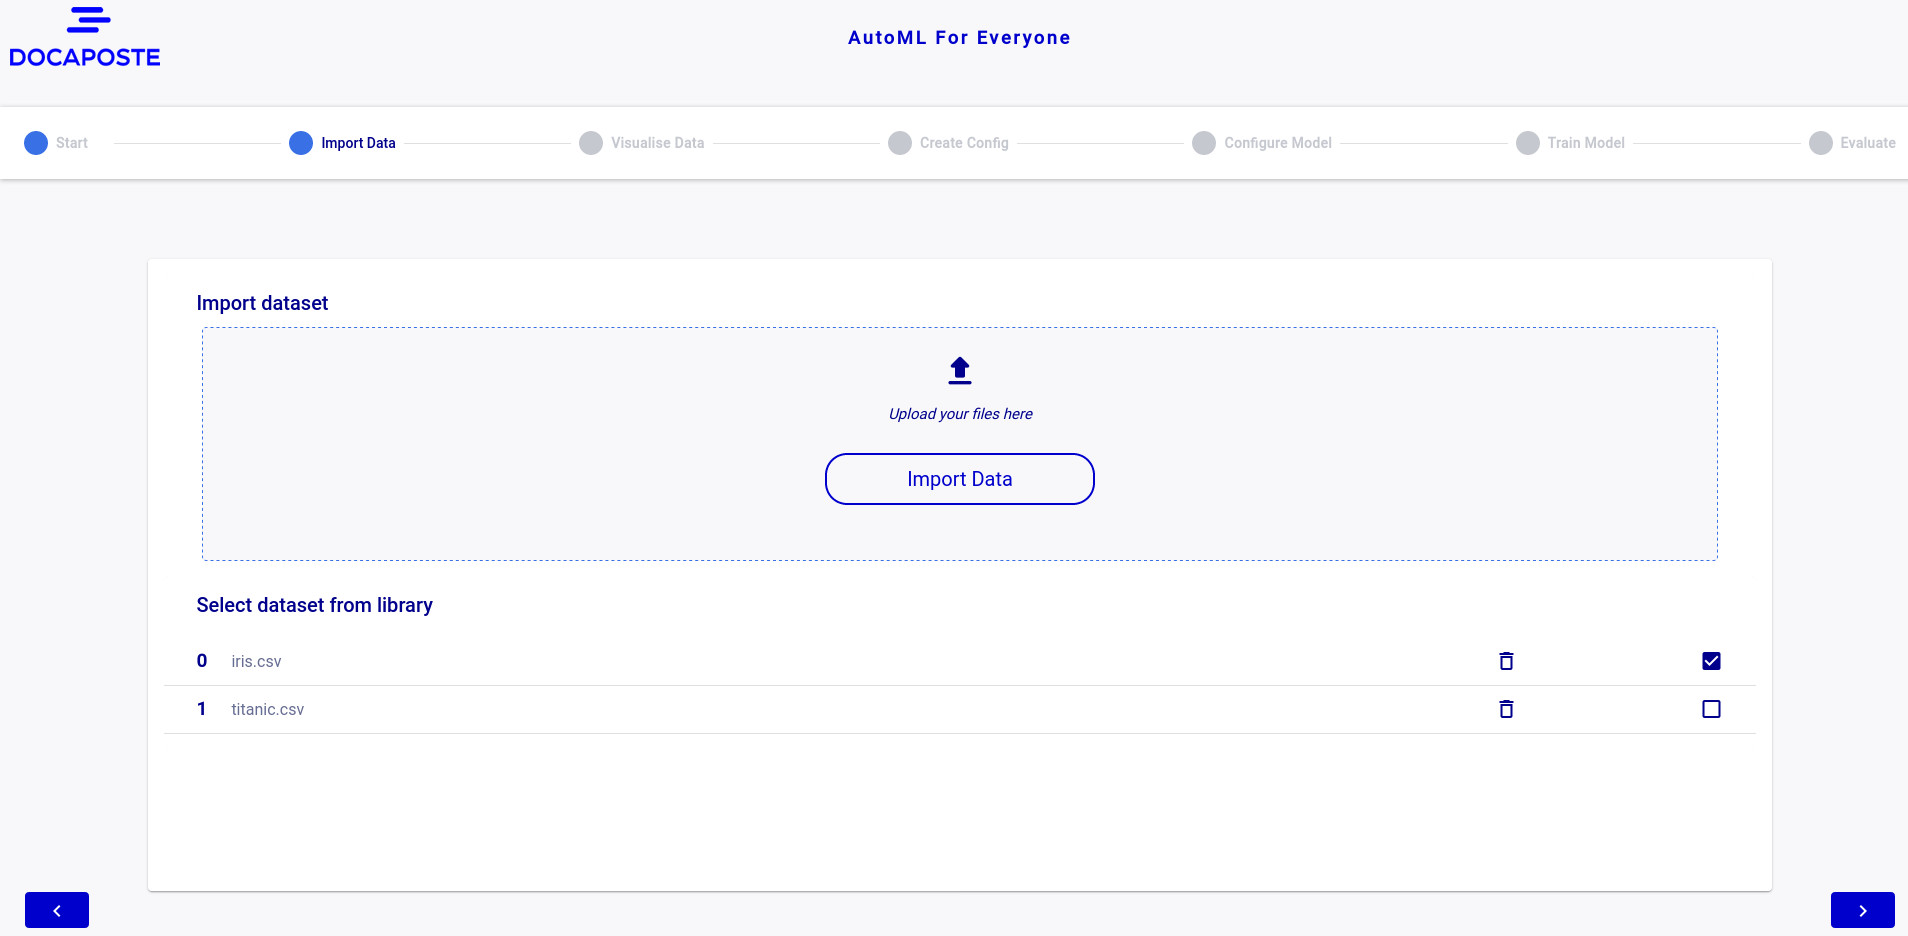 DOCAPOSTE
AutoML For Everyone
Start
Import Data
Visualise Data
Create Config
Configure Model
Train Model
Evaluate
Import dataset
Upload your files here
Import Data
Select dataset from library
0 iris.csv
1 titanic.csv